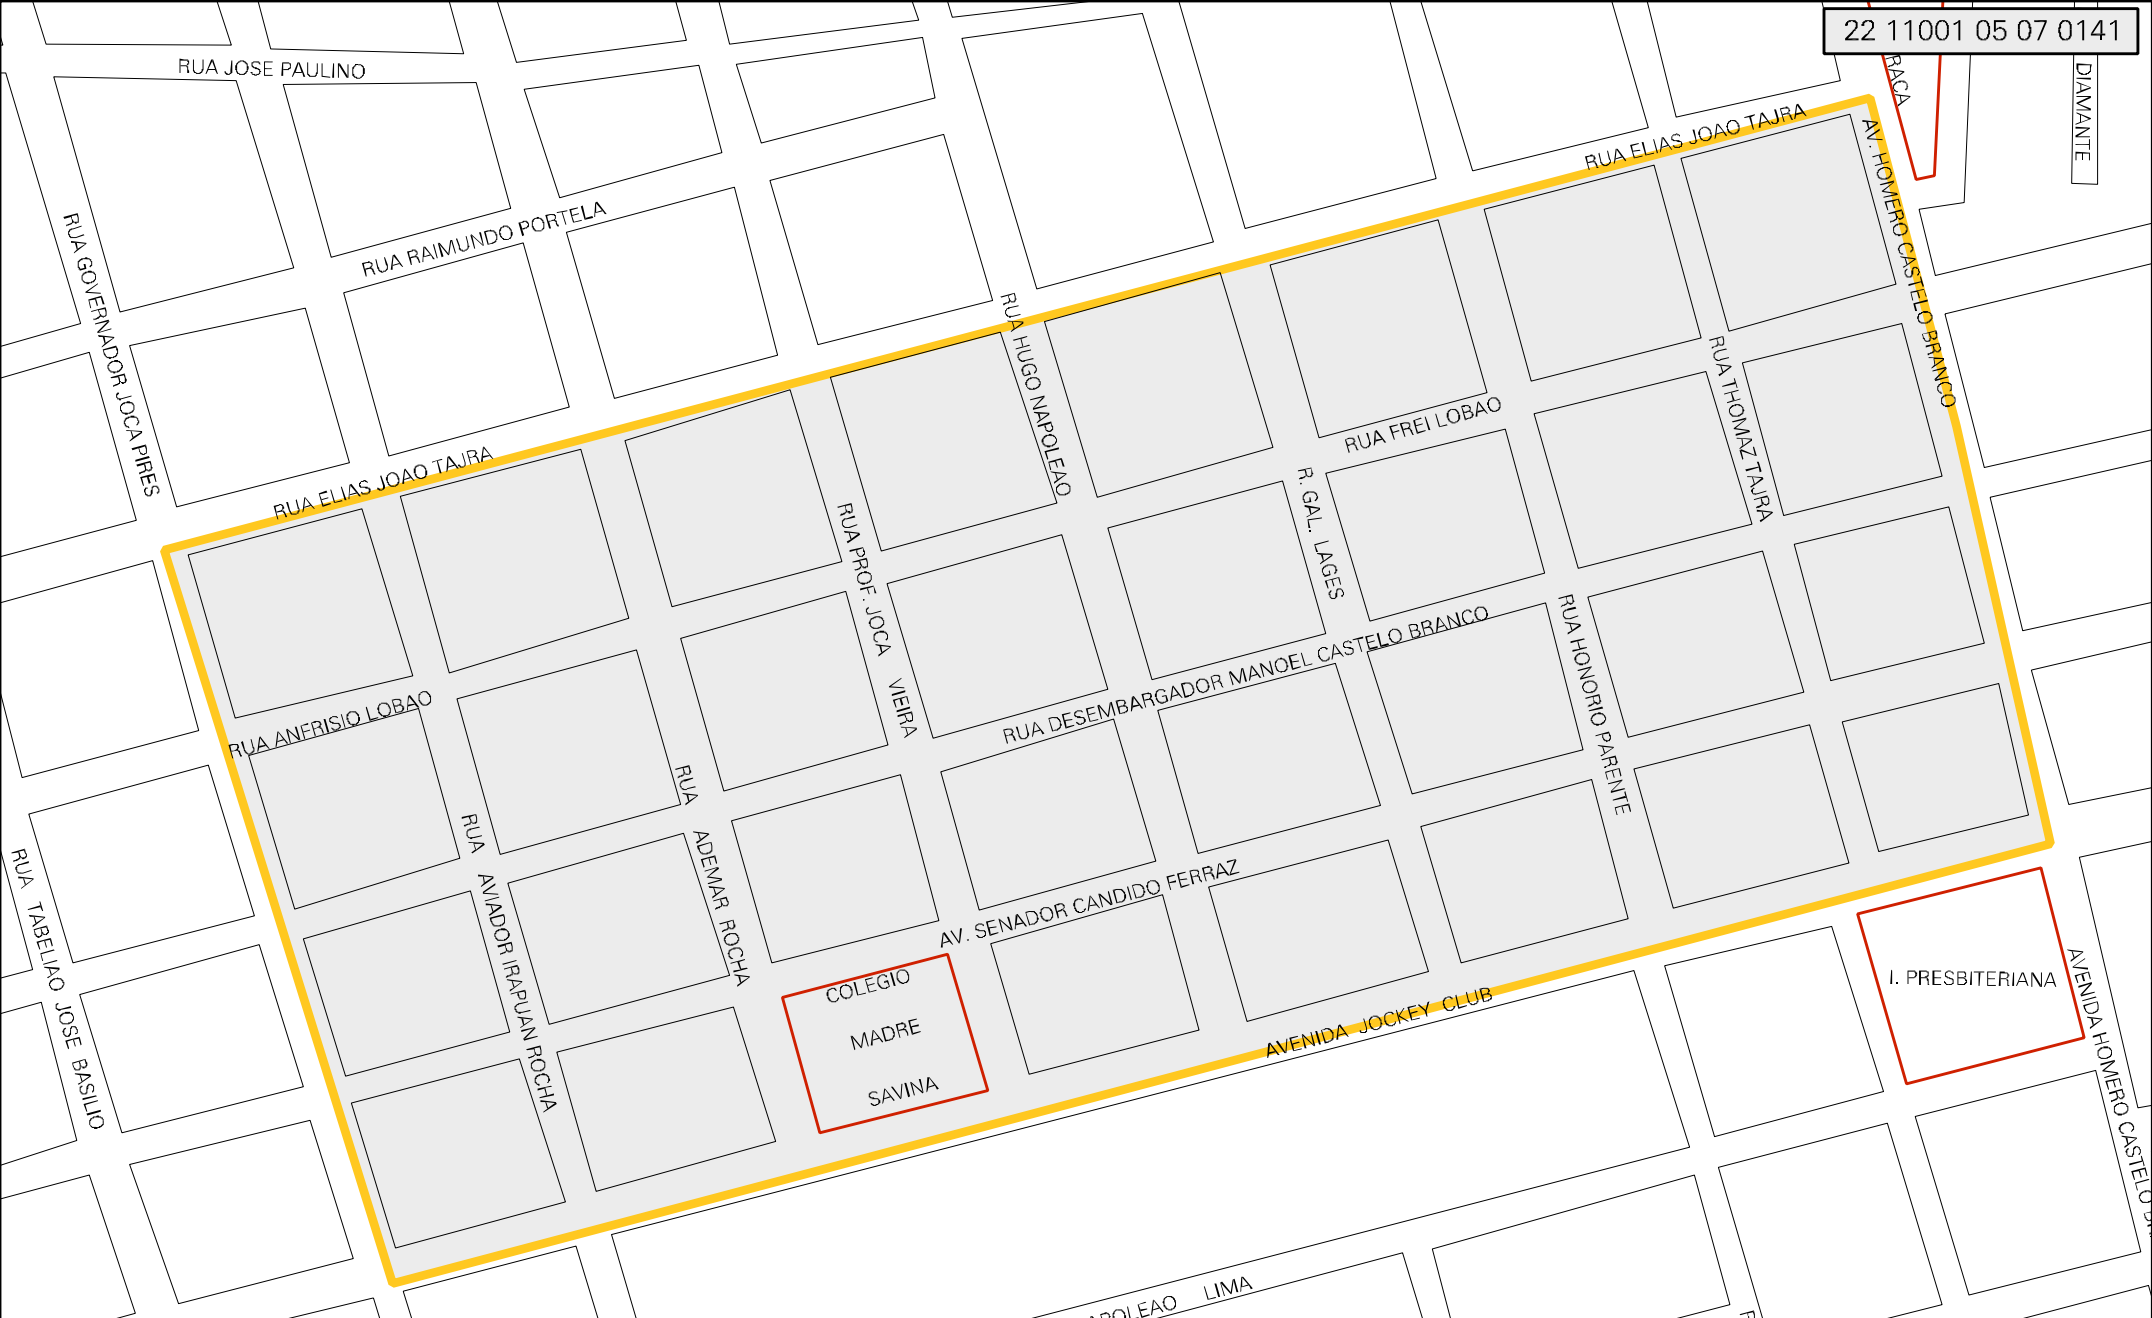 22 11001 05 07 0141
RUA JOSE PAULINO
DIAMANTE
RUA ELIAS JOAO TAJRA
AV. HOMERO CASTELO BRANCO
RUA RAIMUNDO PORTELA
RUA GOVERNADOR JOCA PIRES
RUA HUGO NAPOLEAO
RUA THOMAZ TAJRA
RUA FREI LOBAO
RUA ELIAS JOAO TAJRA
R. GAL. LAGES
RUA PROF. JOCA VIEIRA
RUA HONORIO PARENTE
RUA DESEMBARGADOR MANOEL CASTELO BRANCO
RUA ANFRISIO LOBAO
RUA ADEMAR ROCHA
RUA AVIADOR IRAPUAN ROCHA
RUA TABELIAO JOSE BASILIO
AV. SENADOR CANDIDO FERRAZ
COLEGIO
MADRE
SAVINA
I. PRESBITERIANA
AVENIDA HOMERO CASTELO
AVENIDA JOCKEY CLUB
LIMA